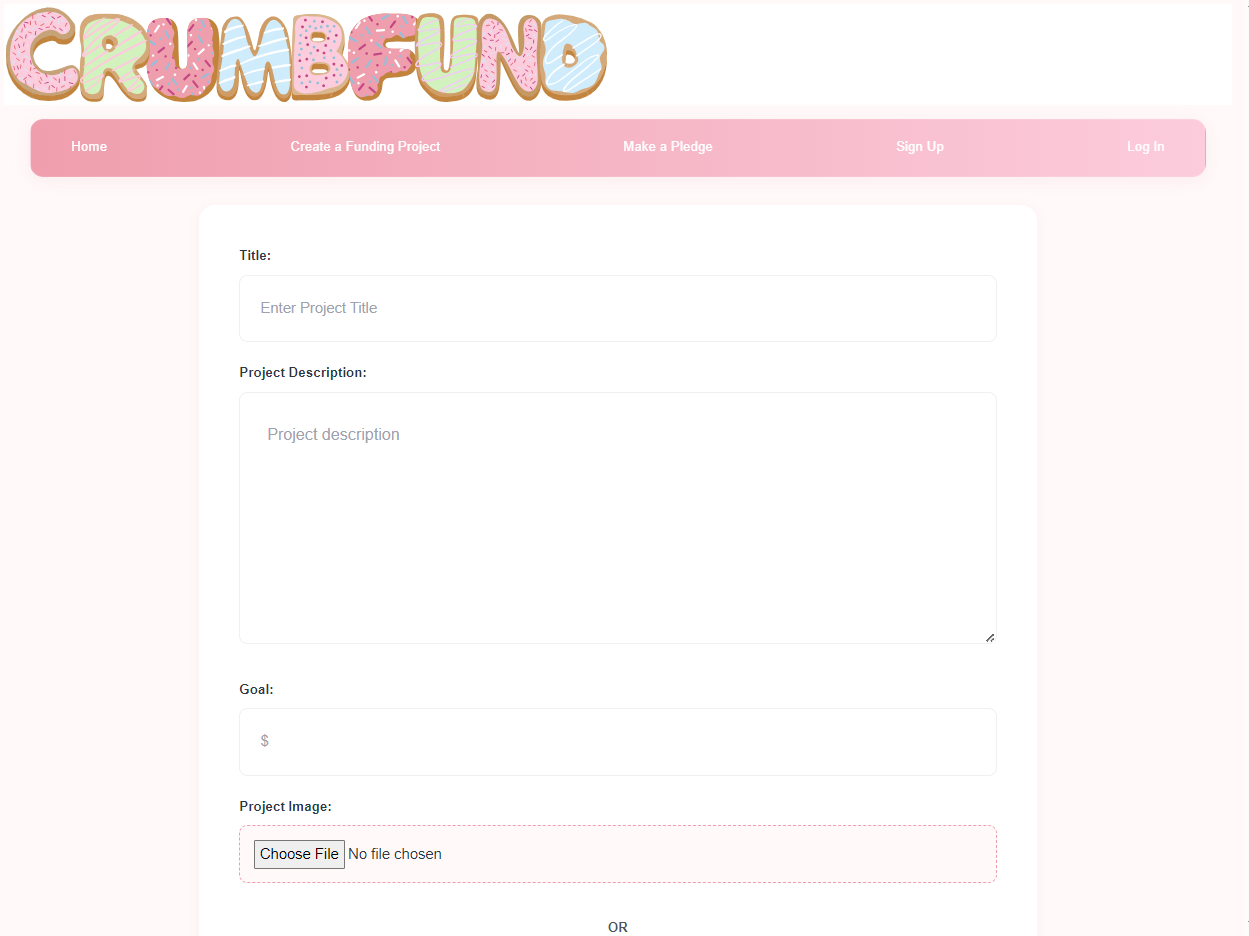 CRUMBFUND
Home Create a Funding Project Make a Pledge Sign Up Log In
Title:
Enter Project Title
Project Description:
Project description
Goal:
$
Project Image:
Choose File No file chosen
OR